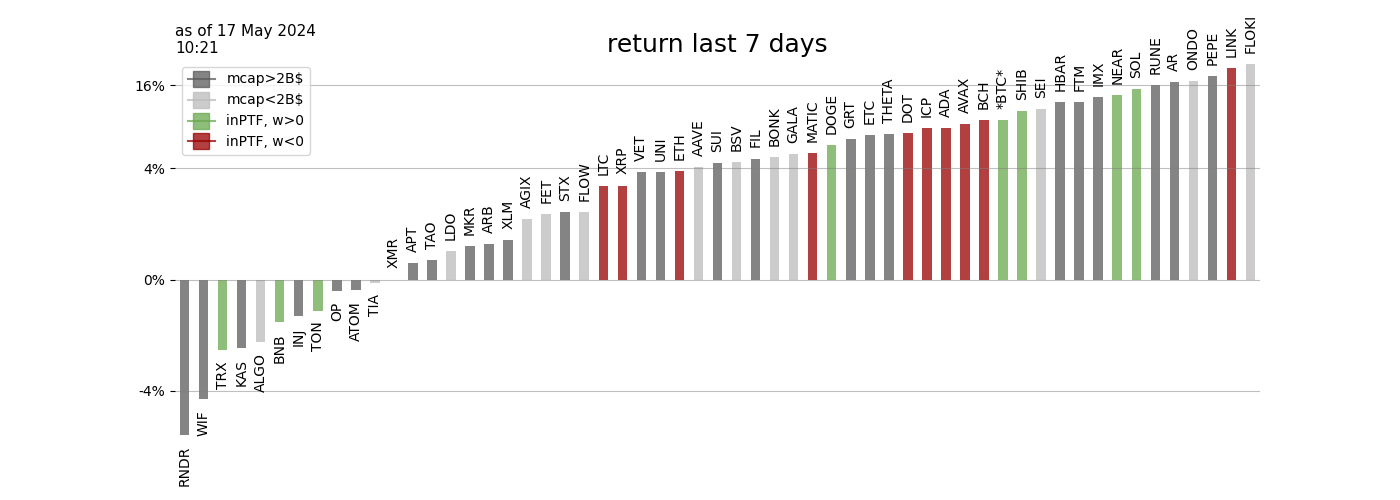 as of 17 May 2024
10:21
return last 7 days
mcap>2B$
mcap<2B$
inPTF, w>0
inPTF, w<0
16%
4%
0%
-4%
RNDR
WIF
TRX
KAS
ALGO
BNB
INJ
TON
OP
ATOM
TIA
XMR
APT
TAO
LDO
MKR
ARB
XLM
AGIX
FET
STX
FLOW
LTC
XRP
VET
UNI
ETH
AAVE
SUI
BSV
FIL
BONK
GALA
MATIC
DOGE
GRT
ETC
THETA
DOT
ICP
ADA
AVAX
BCH
*BTC*
SHIB
SEI
HBAR
FTM
IMX
NEAR
SOL
RUNE
AR
ONDO
PEPE
LINK
FLOKI